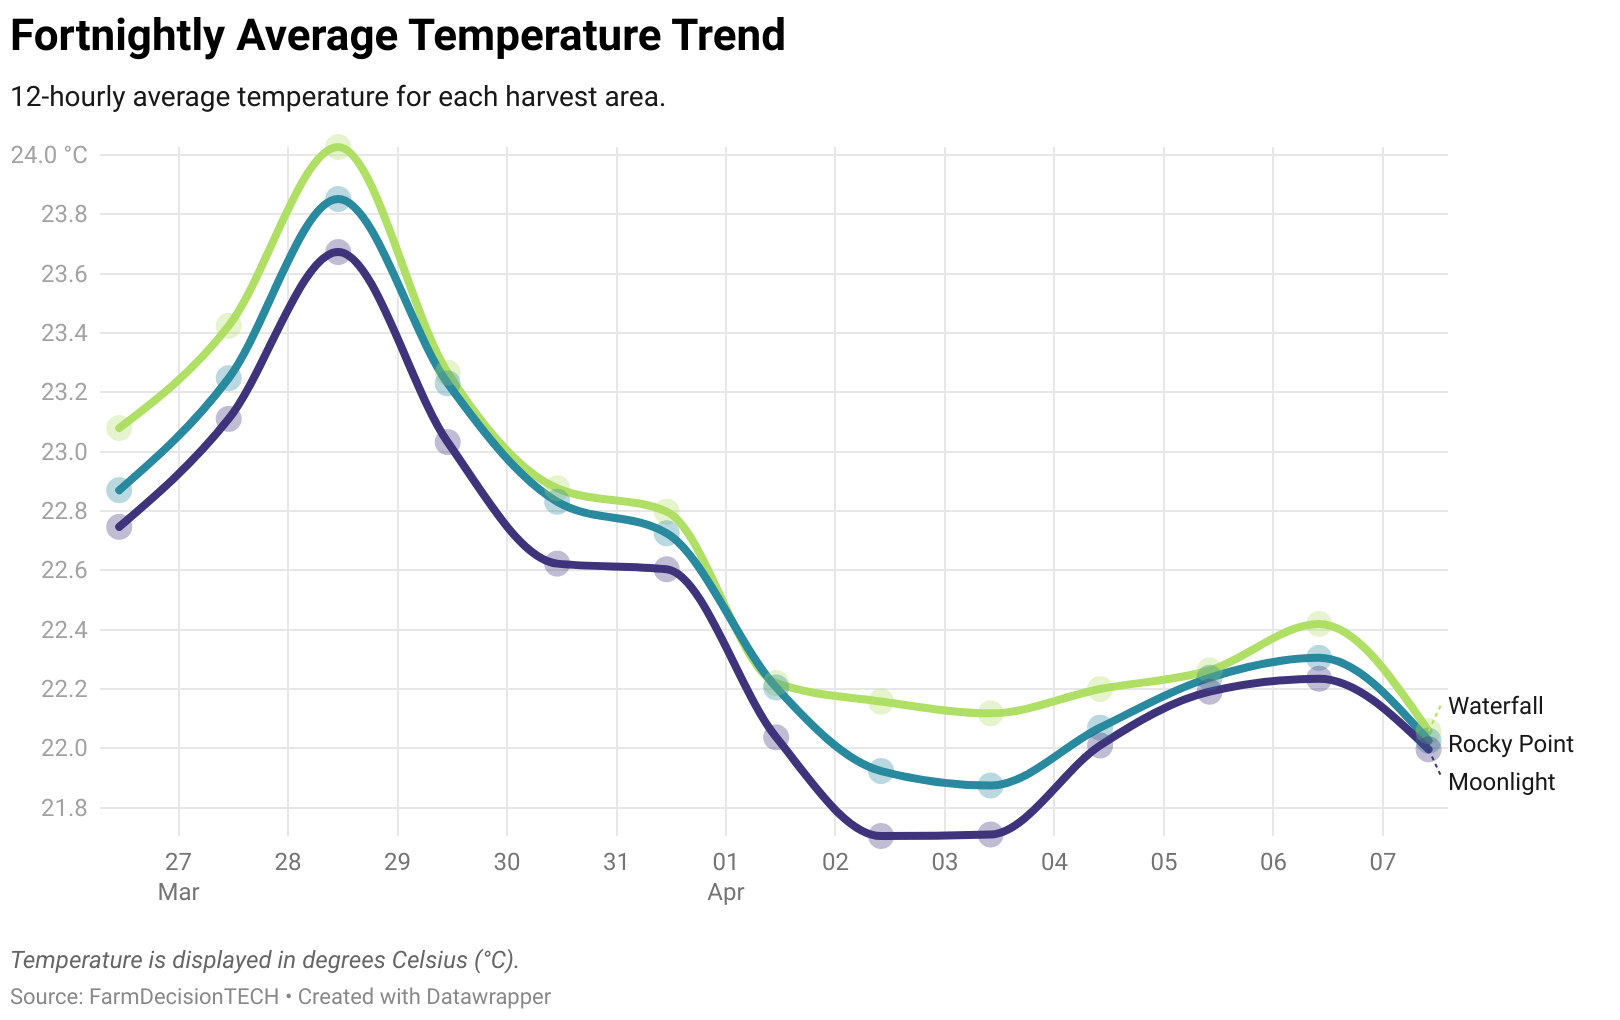 Fortnightly Average Temperature Trend
12-hourly average temperature for each harvest area.
24.0 °C
23.8
23.6
23.4
23.2
23.0
22.8
22.6
22.4
22.2
22.0
21.8
Waterfall
Rocky Point
Moonlight
27 28 29 30 31 01 02 03 04 05 06 07
Mar Apr
Temperature is displayed in degrees Celsius (°C).
Source: FarmDecisionTECH • Created with Datawrapper